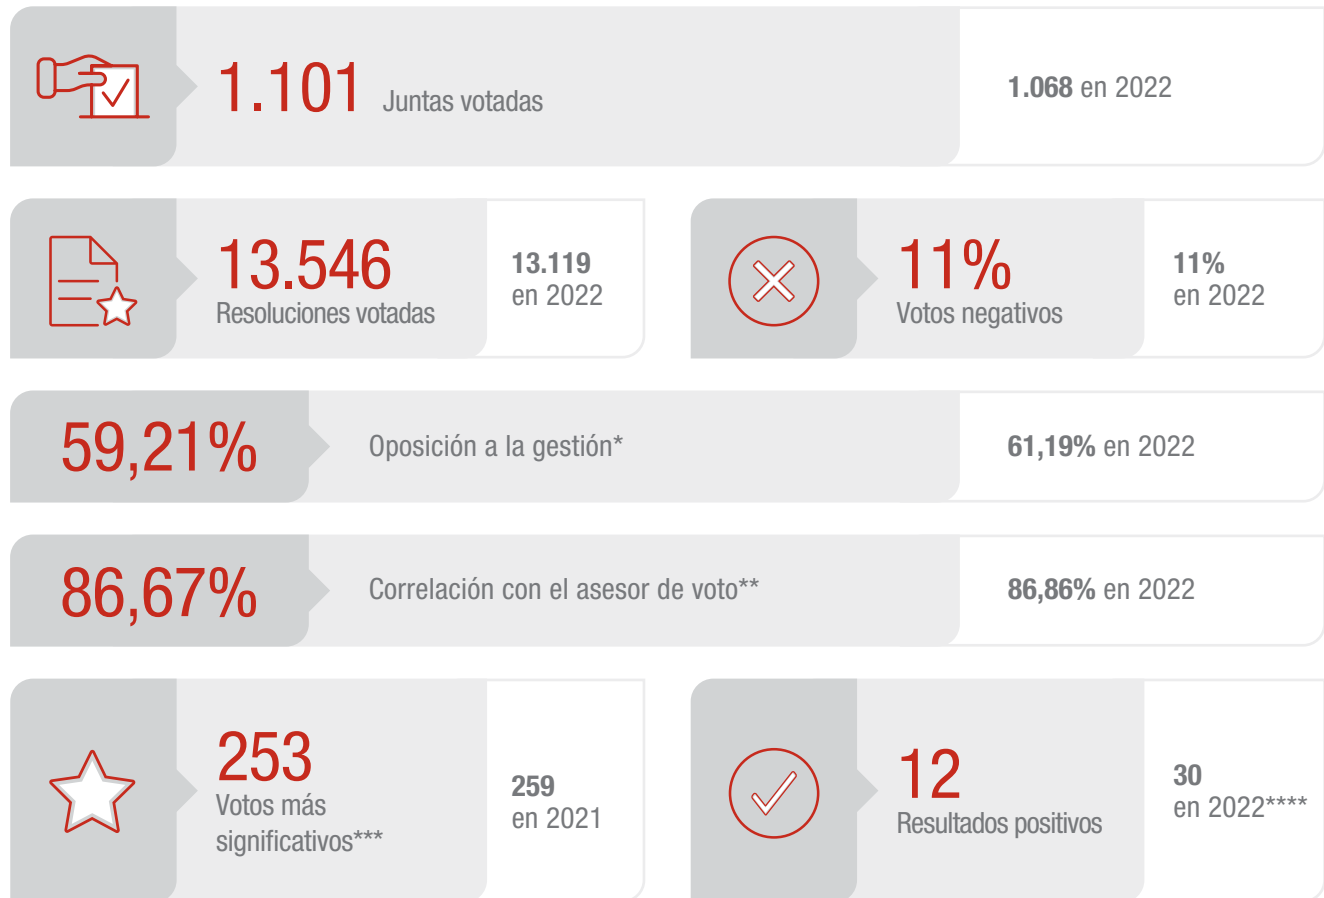 1.101 Juntas votadas
1.068 en 2022
13.546
Resoluciones votadas
13.119
en 2022
11%
Votos negativos
11%
en 2022
59,21%
Oposición a la gestión*
61,19% en 2022
86,67%
Correlación con el asesor de voto**
86,86% en 2022
253
Votos más
significativos***
259
en 2021
12
Resultados positivos
30
en 2022****